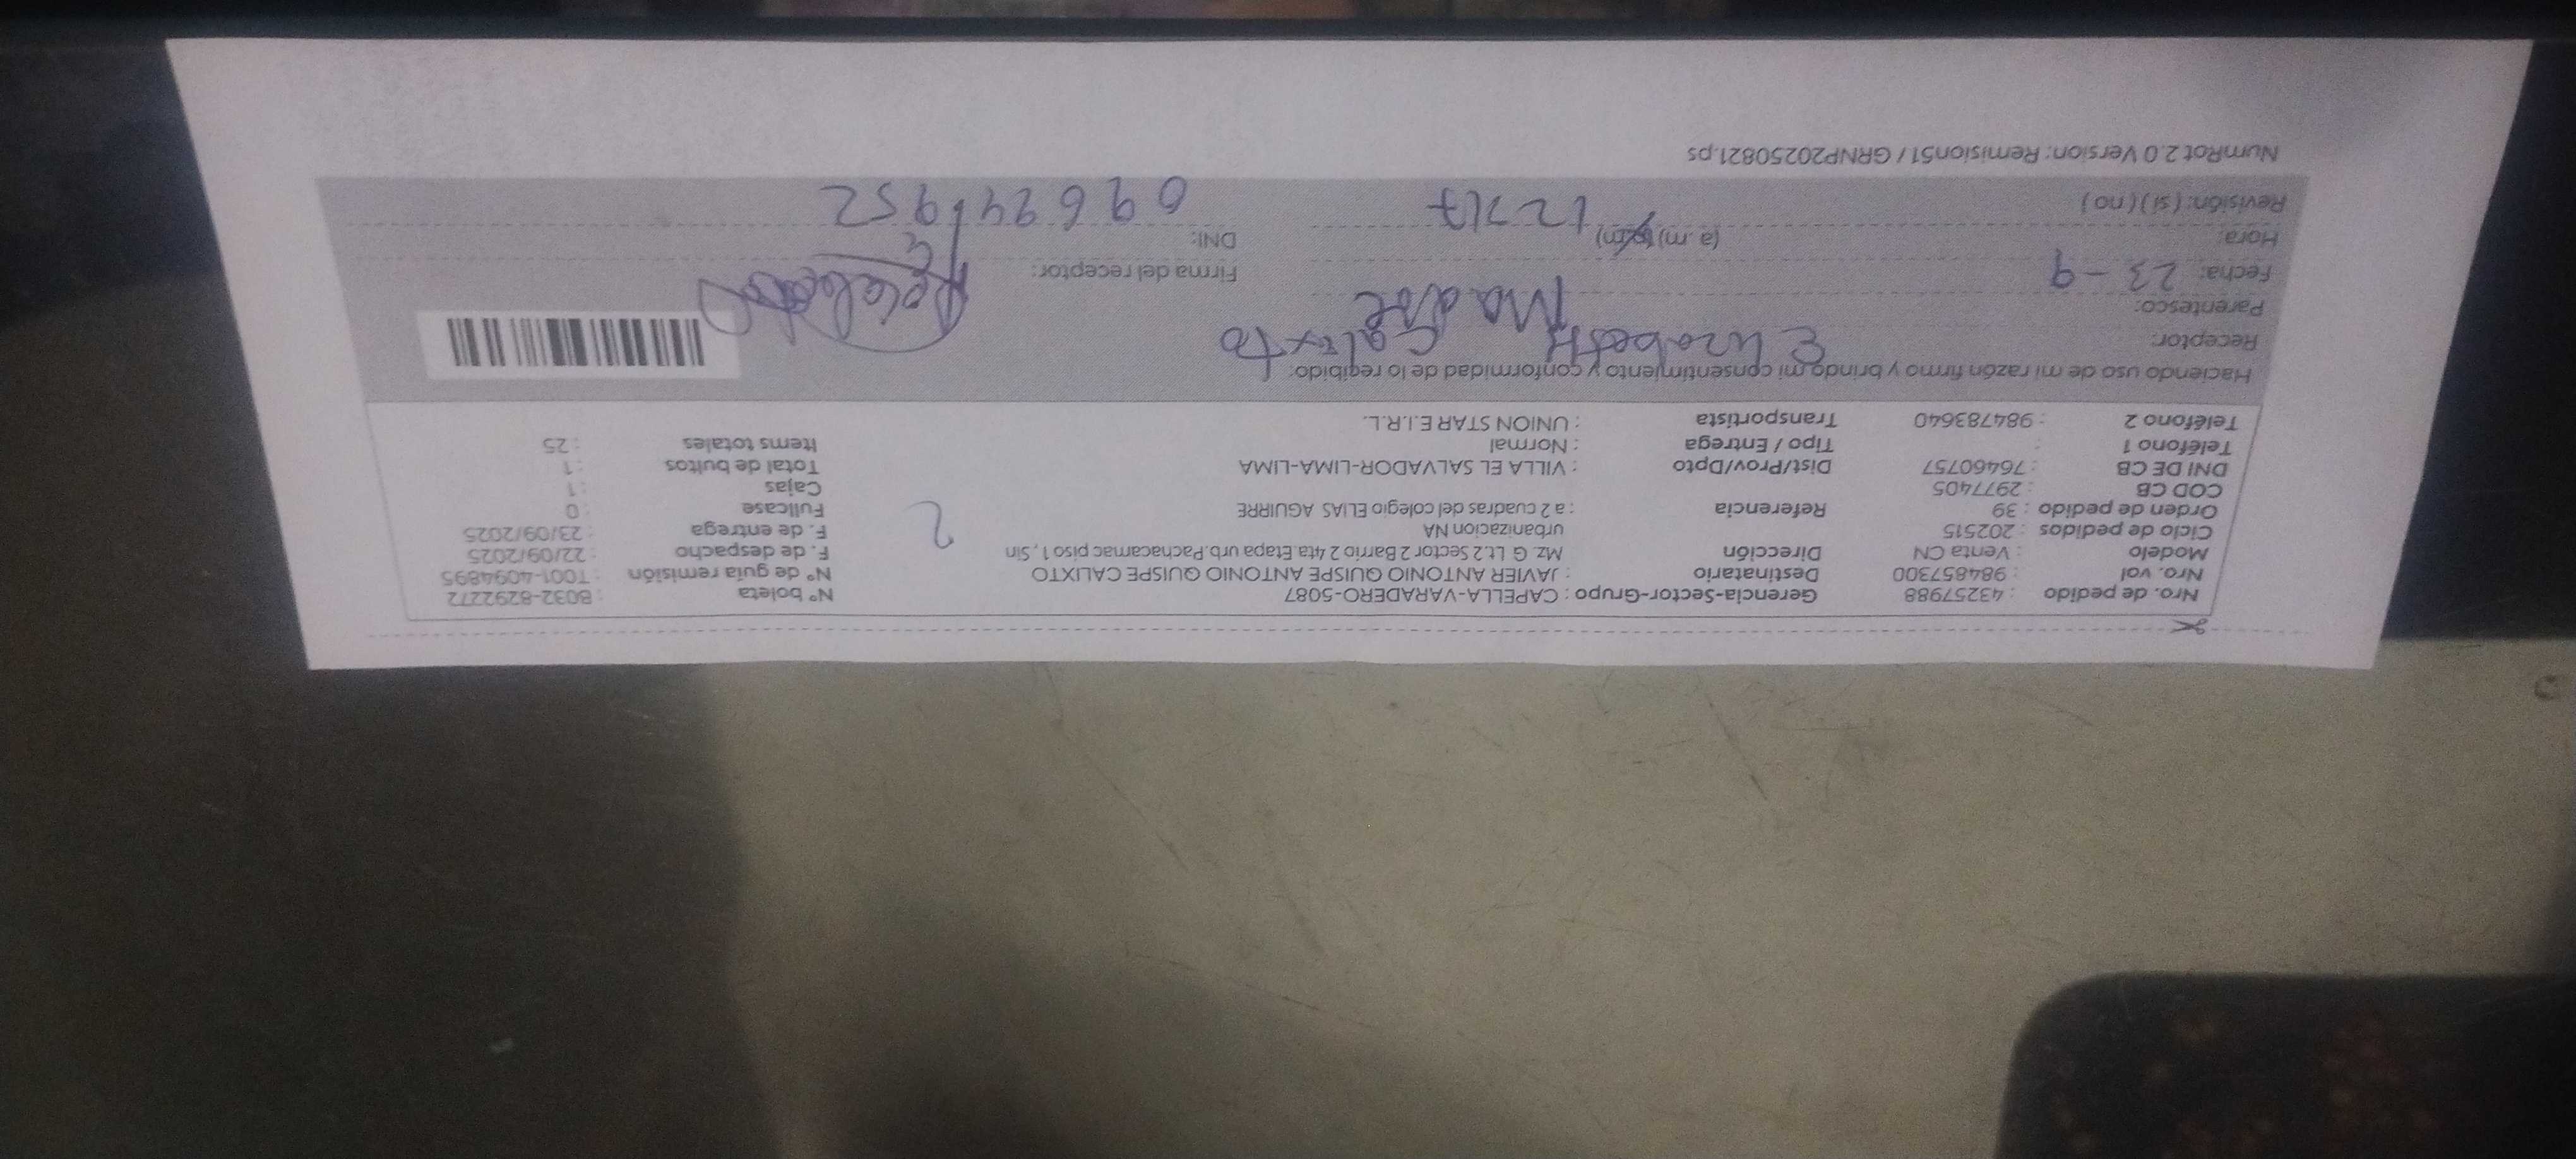 Nro. de pedido : 43257988 Gerencia-Sector-Grupo : CAPELLA-VARADERO-5087 N° boleta : B032-8292272
Nro. val : 984857300 Destinatario : JAVIER ANTONIO QUISPE ANTONIO QUISPE CALIXTO N° de guía remisión : T001-4094895
Modelo : Venta CN Dirección Mz. G Lt.2 Sector 2 Barrio 2 4ta.Etapa urb.Pachacamac piso 1, Sin F. de despacho : 22/09/2025
Ciclo de pedidos : 202515 urbanizacion NA 2 F. de entrega : 23/09/2025
Orden de pedido : 39 Referencia : a 2 cuadras del colegio ELIAS AGUIRRE Fullcase : 0
COD CB : 2977405 Cajas : 1
DNI DE CB : 76460757 Dist/Prov/Dpto : VILLA EL SALVADOR-LIMA-LIMA Total de bultos : 1
Teléfono 1 : Tipo / Entrega : Normal Items totales : 25
Teléfono 2 : 984783640 Transportista : UNION STAR E.I.R.L.
Haciendo uso de mi razón firmo y brindo mi consentimiento y conformidad de lo recibido:
Receptor: Elizabeth Calixto
Parentesco: Madre
Fecha: 23-9 Firma del receptor:
Hora: (a. m) (p.m) DNI:
Revisión: (si) (no)
NumRot 2.0 Version: Remision51 / GRNP20250821.ps